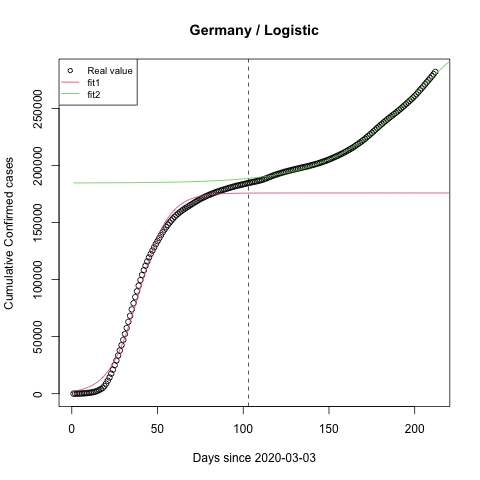 Germany / Logistic
Real value
fit1
fit2
Cumulative Confirmed cases
0
50000
100000
150000
200000
250000
0
50
100
150
200
Days since 2020-03-03